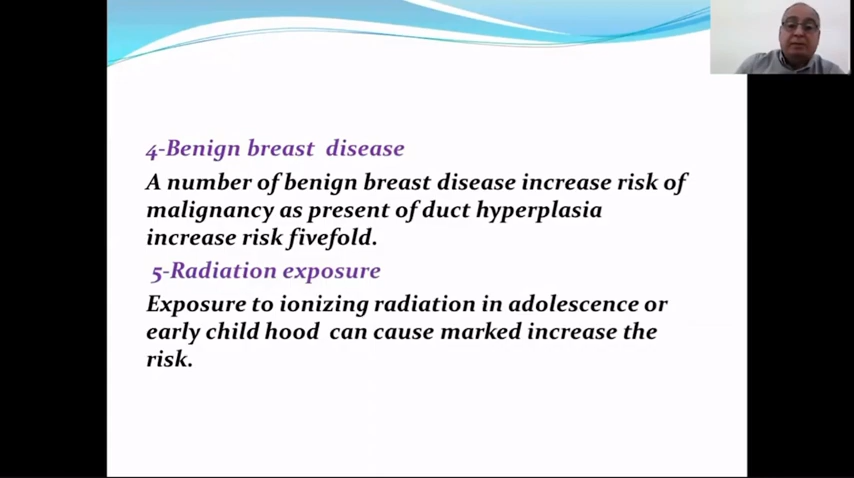 4-Benign breast disease
A number of benign breast disease increase risk of
malignancy as present of duct hyperplasia
increase risk fivefold.
5-Radiation exposure
Exposure to ionizing radiation in adolescence or
early child hood can cause marked increase the
risk.